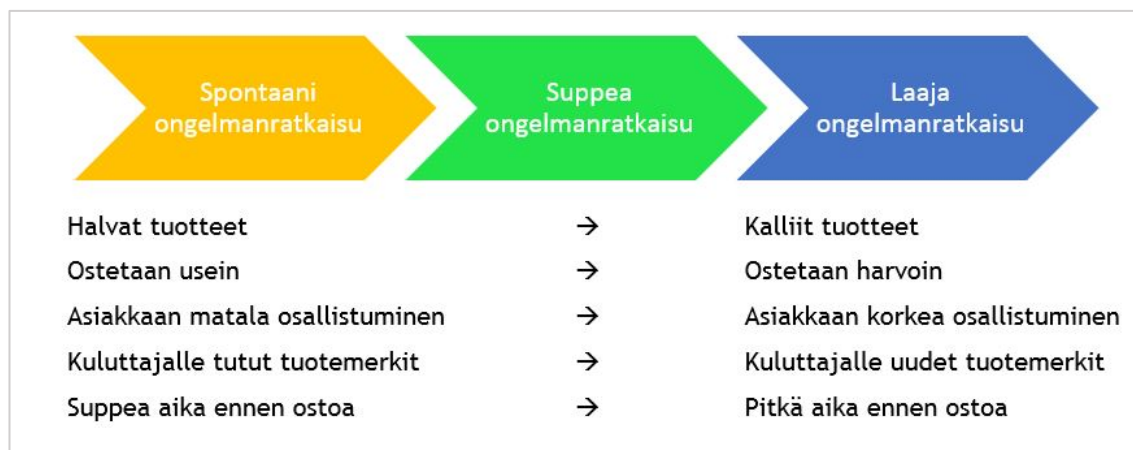 Spontaani
ongelmanratkaisu
Suppea
ongelmanratkaisu
Laaja
ongelmanratkaisu
Halvat tuotteet → Kalliit tuotteet
Ostetaan usein → Ostetaan harvoin
Asiakkaan matala osallistuminen → Asiakkaan korkea osallistuminen
Kuluttajalle tutut tuotemerkit → Kuluttajalle uudet tuotemerkit
Suppea aika ennen ostoa → Pitkä aika ennen ostoa